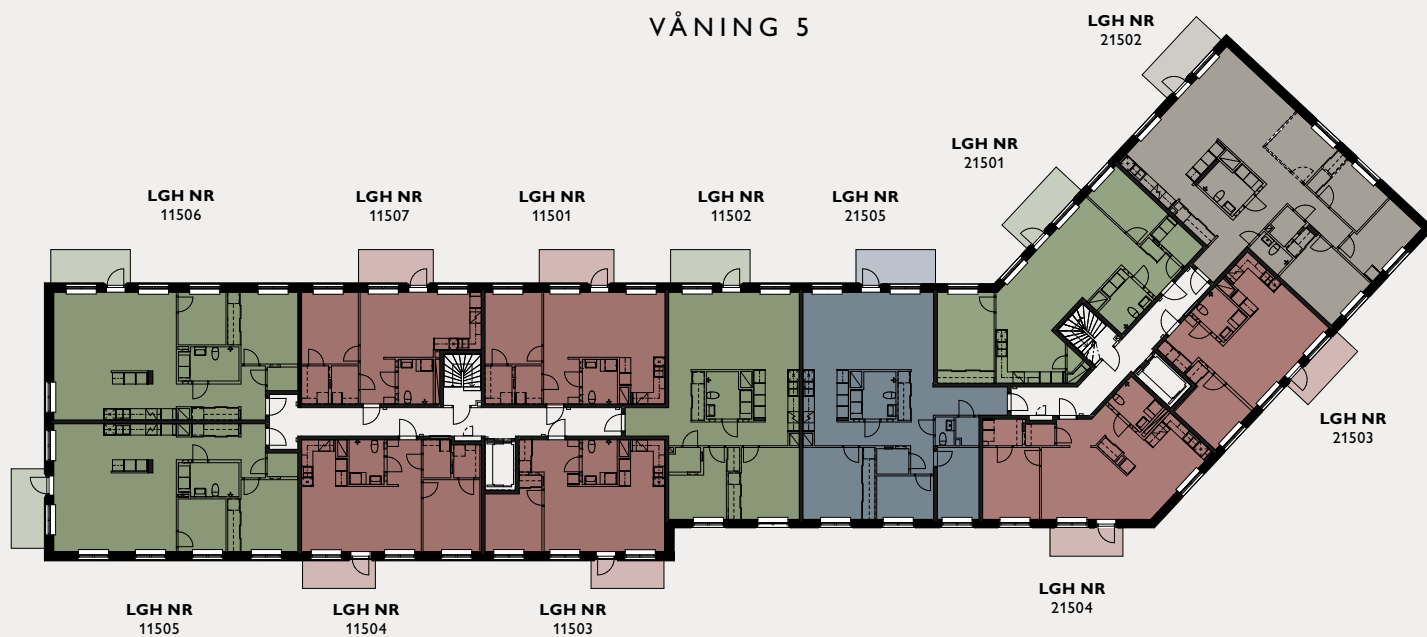 VÅNING 5
LGH NR
21502
LGH NR
21501
LGH NR
11506
LGH NR
11507
LGH NR
11501
LGH NR
11502
LGH NR
21505
LGH NR
21503
LGH NR
21504
LGH NR
11505
LGH NR
11504
LGH NR
11503